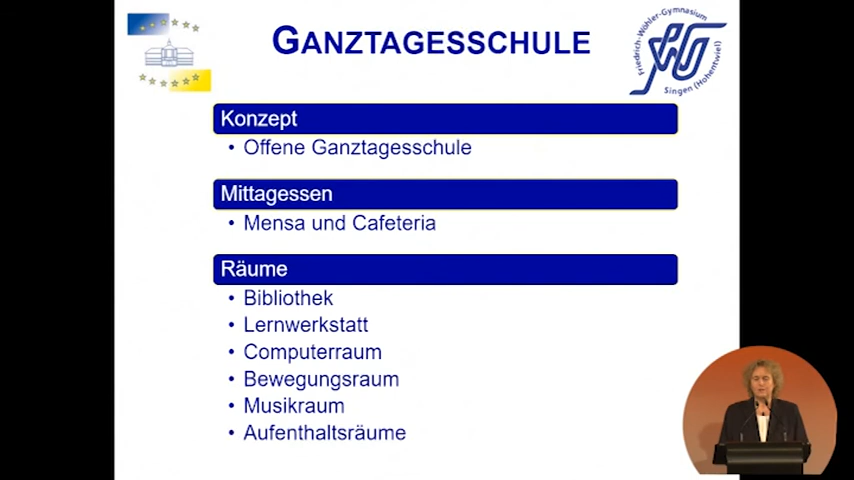 GANZTAGESSCHULE
Friedrich-Wöhler-Gymnasium
Singen (Hohentwiel)
Konzept
• Offene Ganztagesschule
Mittagessen
• Mensa und Cafeteria
Räume
• Bibliothek
• Lernwerkstatt
• Computerraum
• Bewegungsraum
• Musikraum
• Aufenthaltsräume